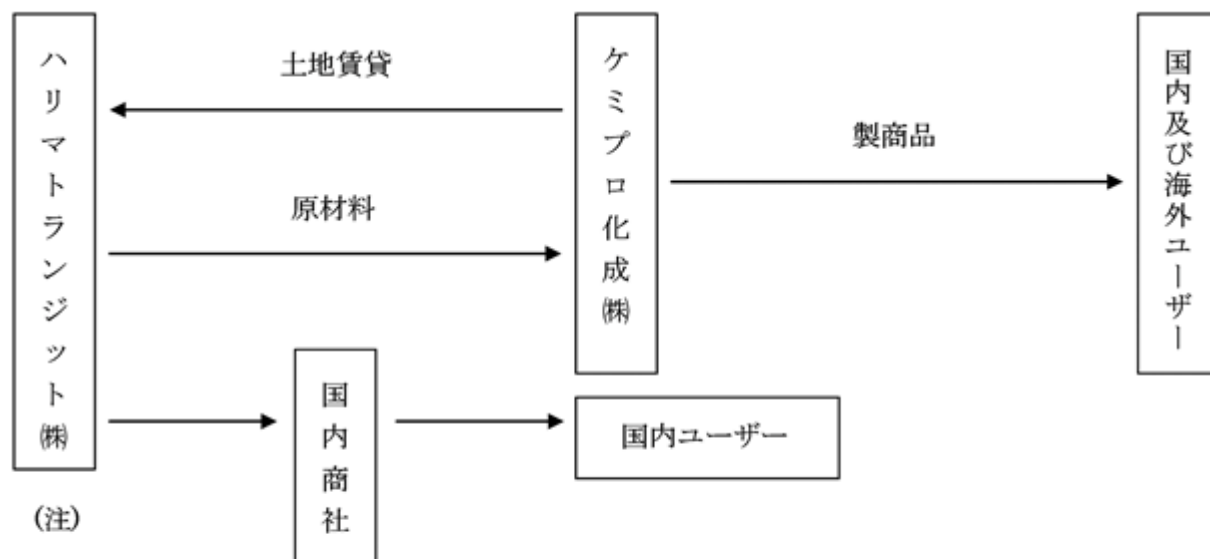 ハリマトランジット㈱
土地賃貸
原材料
ケミプロ化成㈱
製商品
国内及び海外ユーザー
国内商社
国内ユーザー
(注)